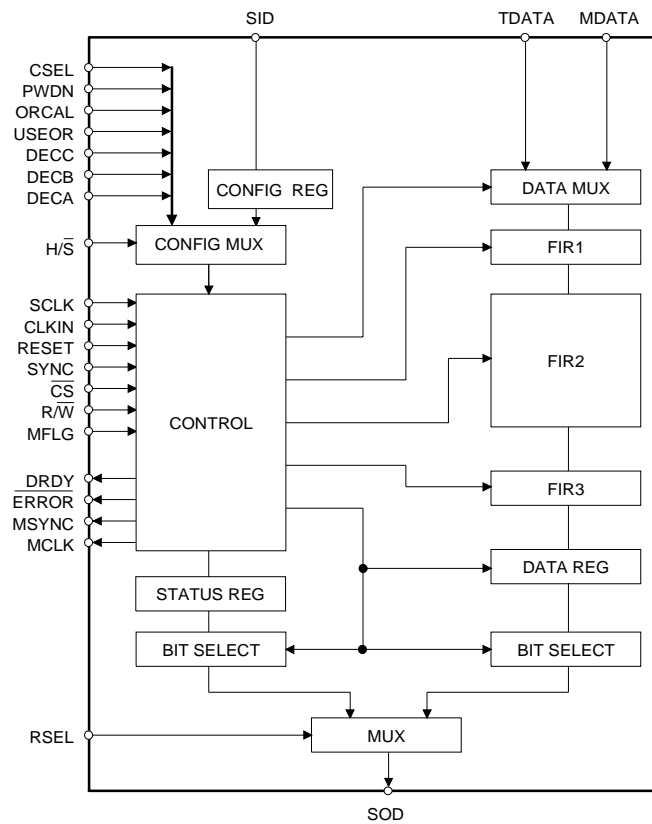 SID
TDATA MDATA
CSEL
PWDN
ORCAL
USEOR
DECC
DECB
DECA
CONFIG REG
DATA MUX
H/S̅
CONFIG MUX
FIR1
SCLK
CLKIN
RESET
SYNC
C̅S̅
R/W̅
MFLG
CONTROL
FIR2
DRDY
E̅R̅R̅O̅R̅
MSYNC
MCLK
FIR3
STATUS REG
DATA REG
BIT SELECT
BIT SELECT
RSEL
MUX
SOD